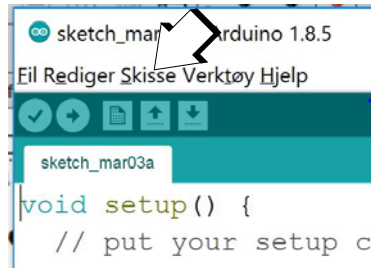 sketch_mar rduino 1.8.5
Fil Rediger Skisse Verktøy Hjelp
sketch_mar03a
void setup() {
// put your setup c